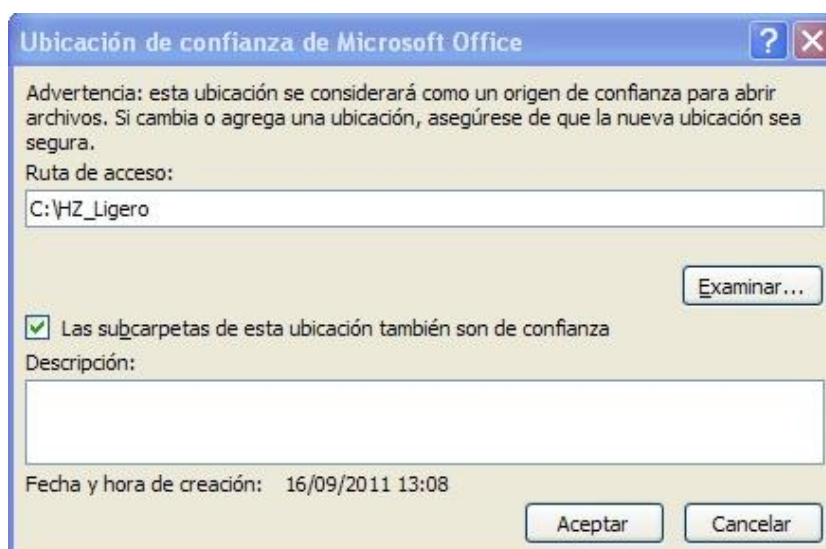 Ubicación de confianza de Microsoft Office
Advertencia: esta ubicación se considerará como un origen de confianza para abrir
archivos. Si cambia o agrega una ubicación, asegúrese de que la nueva ubicación sea
segura.
Ruta de acceso:
C:\HZ_Ligero
Examinar...
Las subcarpetas de esta ubicación también son de confianza
Descripción:
Fecha y hora de creación: 16/09/2011 13:08
Aceptar Cancelar